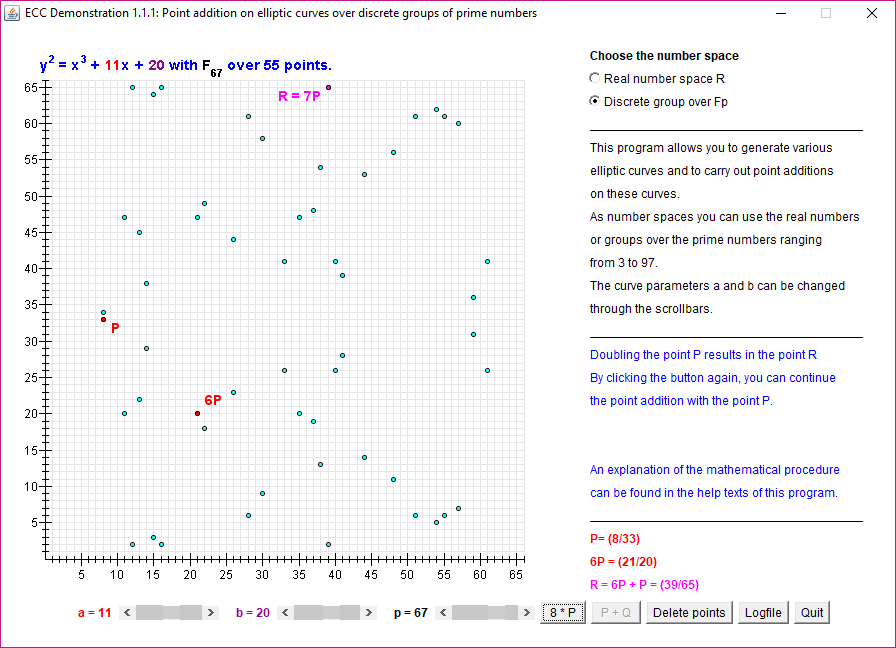 ECC Demonstration 1.1.1: Point addition on elliptic curves over discrete groups of prime numbers
y² = x³ + 11x + 20 with F₆₇ over 55 points.
65
60
55
50
45
40
35
30
25
20
15
10
5
R = 7P
P
6P
5 10 15 20 25 30 35 40 45 50 55 60 65
Choose the number space
Real number space R
Discrete group over Fp
This program allows you to generate various
elliptic curves and to carry out point additions
on these curves.
As number spaces you can use the real numbers
or groups over the prime numbers ranging
from 3 to 97.
The curve parameters a and b can be changed
through the scrollbars.
Doubling the point P results in the point R
By clicking the button again, you can continue
the point addition with the point P.
An explanation of the mathematical procedure
can be found in the help texts of this program.
P= (8/33)
6P = (21/20)
R = 6P + P = (39/65)
a = 11 b = 20 p = 67 8 * P P + Q Delete points Logfile Quit